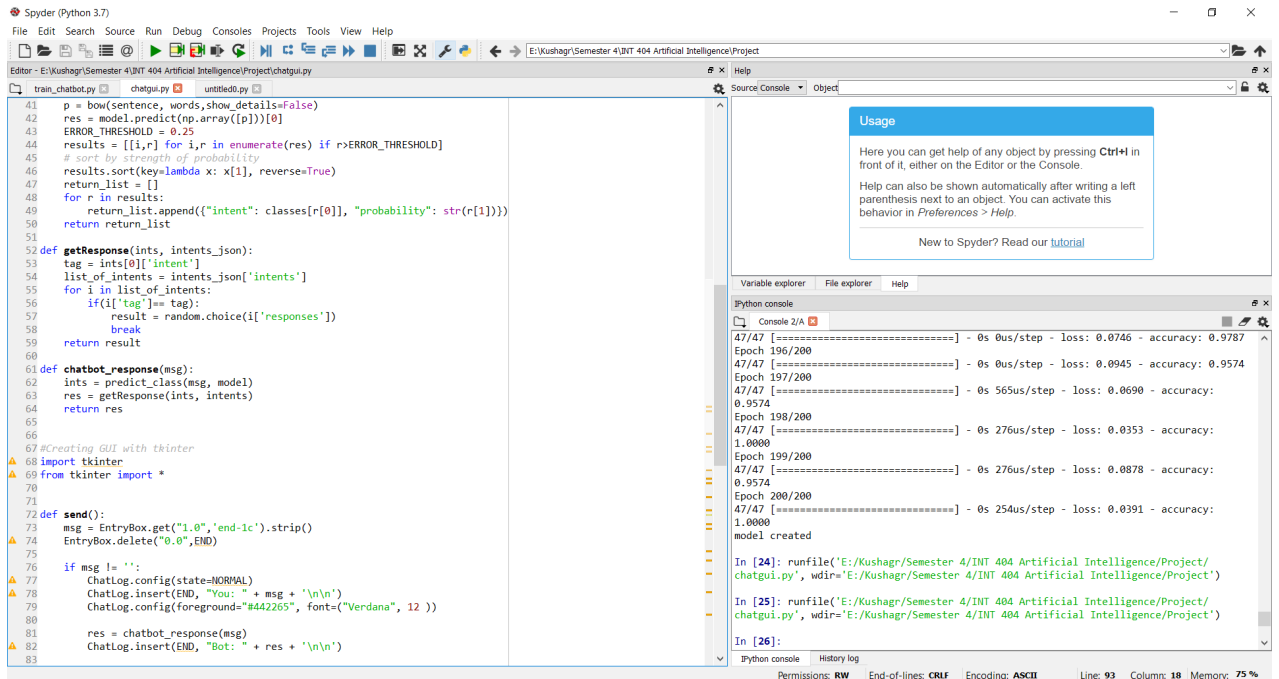 Spyder (Python 3.7)
File Edit Search Source Run Debug Consoles Projects Tools View Help
E:\Kushagr\Semester 4\INT 404 Artificial Intelligence\Project
Editor - E:\Kushagr\Semester 4\INT 404 Artificial Intelligence\Project\chatgui.py
train_chatbot.py chatgui.py untitled0.py
41 p = bow(sentence, words,show_details=False)
42 res = model.predict(np.array([p]))[0]
43 ERROR_THRESHOLD = 0.25
44 results = [[i,r] for i,r in enumerate(res) if r>ERROR_THRESHOLD]
45 # sort by strength of probability
46 results.sort(key=lambda x: x[1], reverse=True)
47 return_list = []
48 for r in results:
49 return_list.append({"intent": classes[r[0]], "probability": str(r[1])})
50 return return_list
51
52 def getResponse(ints, intents_json):
53 tag = ints[0]['intent']
54 list_of_intents = intents_json['intents']
55 for i in list_of_intents:
56 if(i['tag']== tag):
57 result = random.choice(i['responses'])
58 break
59 return result
60
61 def chatbot_response(msg):
62 ints = predict_class(msg, model)
63 res = getResponse(ints, intents)
64 return res
65
66
67 #Creating GUI with tkinter
68 import tkinter
69 from tkinter import *
70
71
72 def send():
73 msg = EntryBox.get("1.0",'end-1c').strip()
74 EntryBox.delete("0.0",END)
75
76 if msg != '':
77 ChatLog.config(state=NORMAL)
78 ChatLog.insert(END, "You: " + msg + '\n\n')
79 ChatLog.config(foreground="#442265", font=("Verdana", 12 ))
80
81 res = chatbot_response(msg)
82 ChatLog.insert(END, "Bot: " + res + '\n\n')
83
Help
Source Console Object
Usage
Here you can get help of any object by pressing Ctrl+I in
front of it, either on the Editor or the Console.
Help can also be shown automatically after writing a left
parenthesis next to an object. You can activate this
behavior in Preferences > Help.
New to Spyder? Read our tutorial
Variable explorer File explorer Help
IPython console
Console 2/A
47/47 [==============================] - 0s 0us/step - loss: 0.0746 - accuracy: 0.9787
Epoch 196/200
47/47 [==============================] - 0s 0us/step - loss: 0.0945 - accuracy: 0.9574
Epoch 197/200
47/47 [==============================] - 0s 565us/step - loss: 0.0690 - accuracy:
0.9574
Epoch 198/200
47/47 [==============================] - 0s 276us/step - loss: 0.0353 - accuracy:
1.0000
Epoch 199/200
47/47 [==============================] - 0s 276us/step - loss: 0.0878 - accuracy:
0.9574
Epoch 200/200
47/47 [==============================] - 0s 254us/step - loss: 0.0391 - accuracy:
1.0000
model created
In [24]: runfile('E:/Kushagr/Semester 4/INT 404 Artificial Intelligence/Project/
chatgui.py', wdir='E:/Kushagr/Semester 4/INT 404 Artificial Intelligence/Project')
In [25]: runfile('E:/Kushagr/Semester 4/INT 404 Artificial Intelligence/Project/
chatgui.py', wdir='E:/Kushagr/Semester 4/INT 404 Artificial Intelligence/Project')
In [26]:
IPython console History log
Permissions: RW End-of-lines: CRLF Encoding: ASCII Line: 93 Column: 18 Memory: 75 %